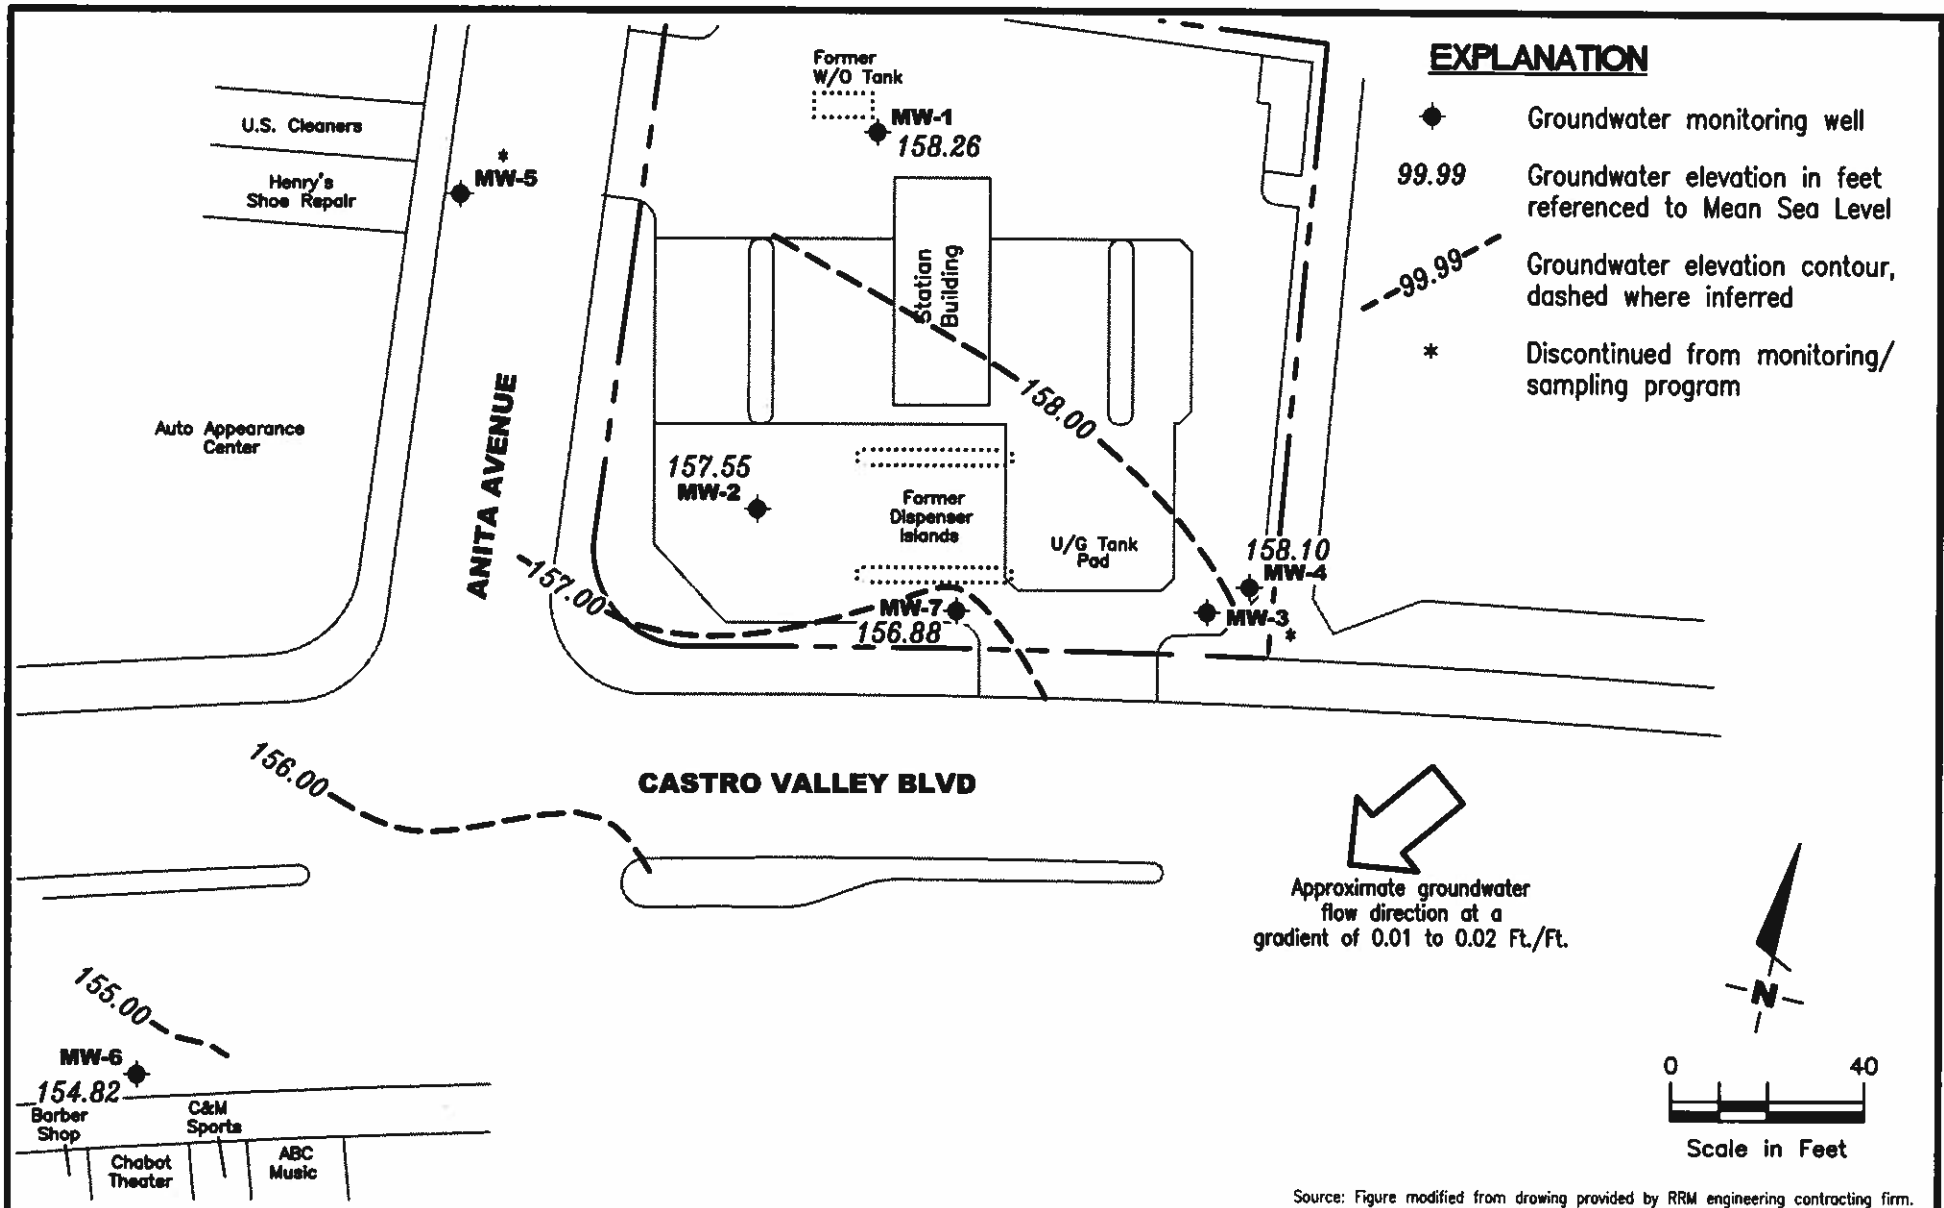 EXPLANATION
Groundwater monitoring well
99.99
Groundwater elevation in feet
referenced to Mean Sea Level
99.99
Groundwater elevation contour,
dashed where inferred
*
Discontinued from monitoring/
sampling program
Former
W/O Tank
MW-1
158.26
U.S. Cleaners
*
MW-5
Henry's
Shoe Repair
Station
Building
158.00
ANITA AVENUE
Auto Appearance
Center
157.55
MW-2
Former
Dispenser
Islands
U/G Tank
Pad
158.10
MW-4
MW-3
*
157.00
MW-7
156.88
156.00
CASTRO VALLEY BLVD
Approximate groundwater
flow direction at a
gradient of 0.01 to 0.02 Ft./Ft.
155.00
MW-6
154.82
Barber
Shop
C&M
Sports
Chabot
Theater
ABC
Music
N
0 40
Scale in Feet
Source: Figure modified from drawing provided by RRM engineering contracting firm.